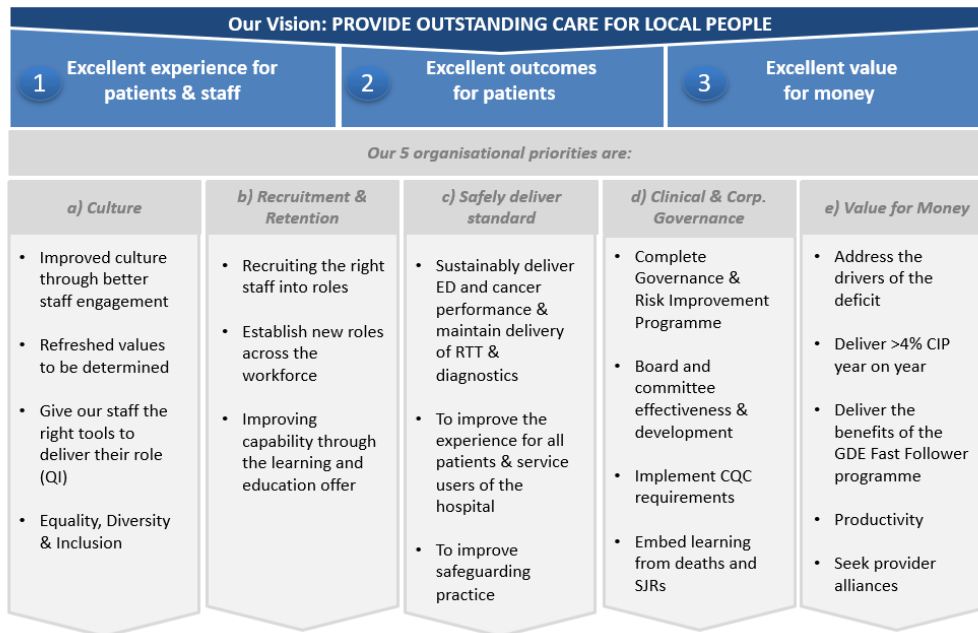 Our Vision: PROVIDE OUTSTANDING CARE FOR LOCAL PEOPLE
1
Excellent experience for
patients & staff
2
Excellent outcomes
for patients
3
Excellent value
for money
Our 5 organisational priorities are:
a) Culture
• Improved culture
through better
staff engagement
• Refreshed values
to be determined
• Give our staff the
right tools to
deliver their role
(QI)
• Equality, Diversity
& Inclusion
b) Recruitment &
Retention
• Recruiting the right
staff into roles
• Establish new roles
across the
workforce
• Improving
capability through
the learning and
education offer
c) Safely deliver
standard
• Sustainably deliver
ED and cancer
performance &
maintain delivery
of RTT &
diagnostics
• To improve the
experience for all
patients & service
users of the
hospital
• To improve
safeguarding
practice
d) Clinical & Corp.
Governance
• Complete
Governance &
Risk Improvement
Programme
• Board and
committee
effectiveness &
development
• Implement CQC
requirements
• Embed learning
from deaths and
SJRs
e) Value for Money
• Address the
drivers of the
deficit
• Deliver >4% CIP
year on year
• Deliver the
benefits of the
GDE Fast Follower
programme
• Productivity
• Seek provider
alliances